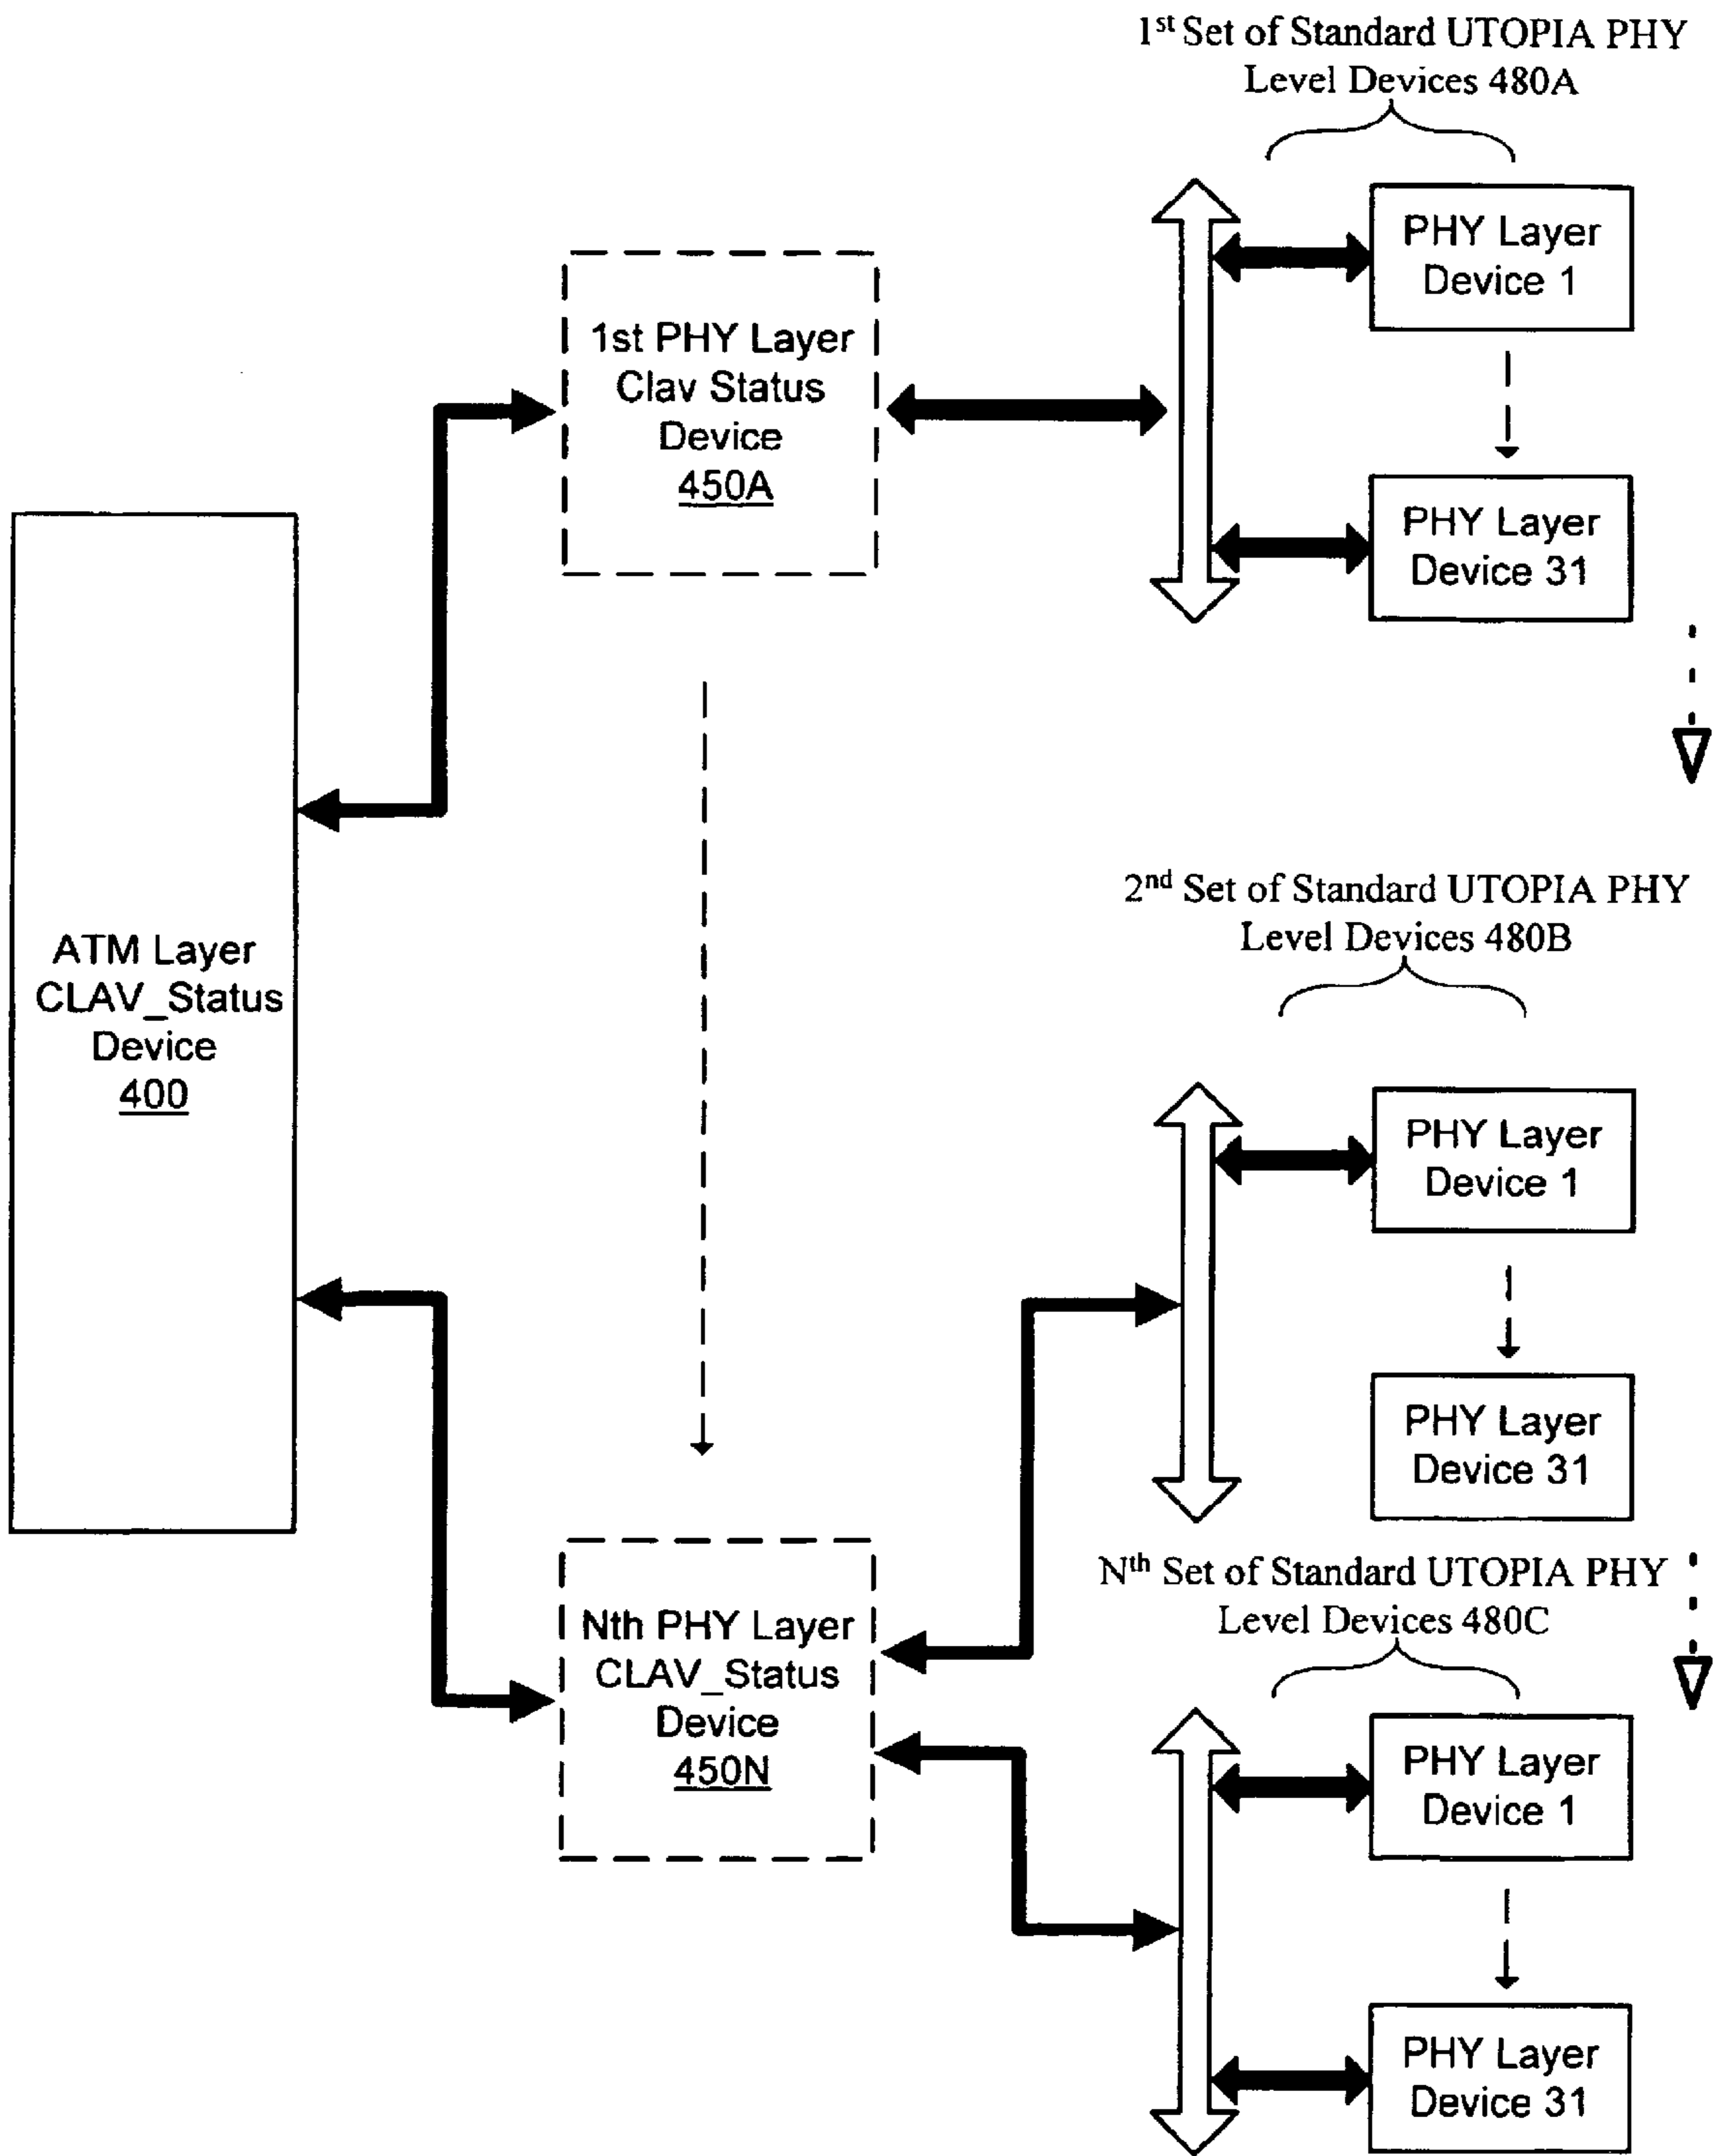 1st Set of Standard UTOPIA PHY
Level Devices 480A
PHY Layer
Device 1
1st PHY Layer
Clav Status
Device
450A
PHY Layer
Device 31
2nd Set of Standard UTOPIA PHY
Level Devices 480B
ATM Layer
CLAV_Status
Device
400
PHY Layer
Device 1
PHY Layer
Device 31
Nth Set of Standard UTOPIA PHY
Level Devices 480C
Nth PHY Layer
CLAV_Status
Device
450N
PHY Layer
Device 1
PHY Layer
Device 31